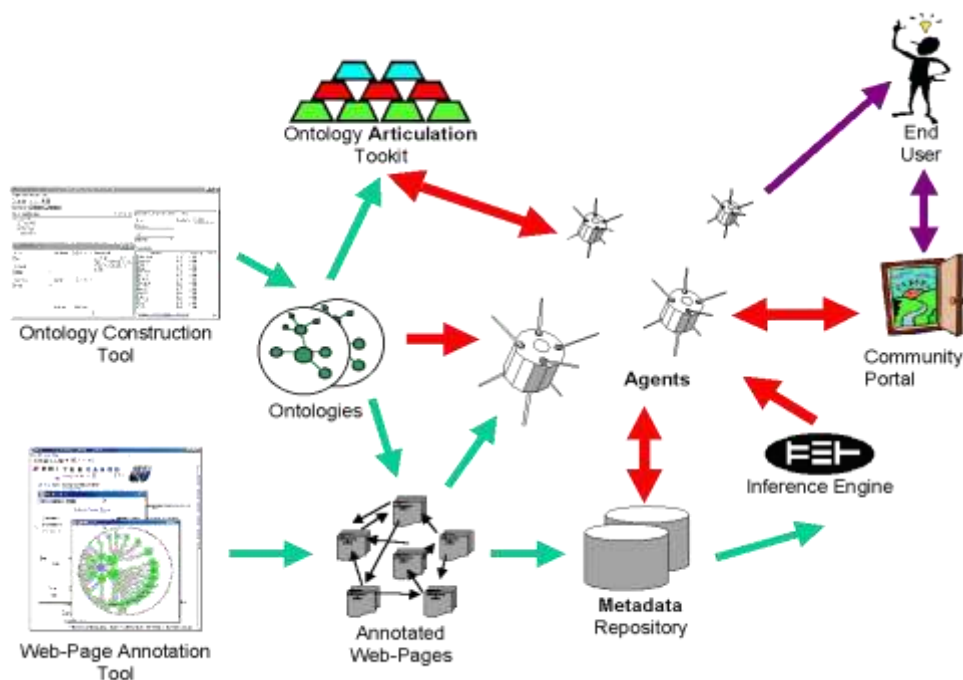 Ontology Articulation
Tookit
End
User
Ontology Construction
Tool
Ontologies
Agents
Community
Portal
Inference Engine
Annotated
Web-Pages
Metadata
Repository
Web-Page Annotation
Tool